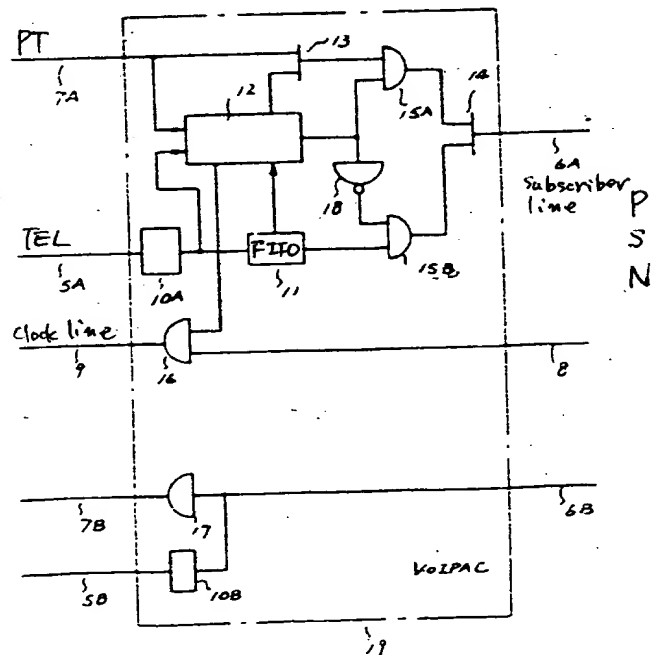 PT
7A
13
12
15A
14
6A
Subscriber
line
P
S
N
18
TEL
5A
10A
FIFO
11
15B
Clock line
9
16
8
7B
17
6B
5B
10B
VOIPAC
19